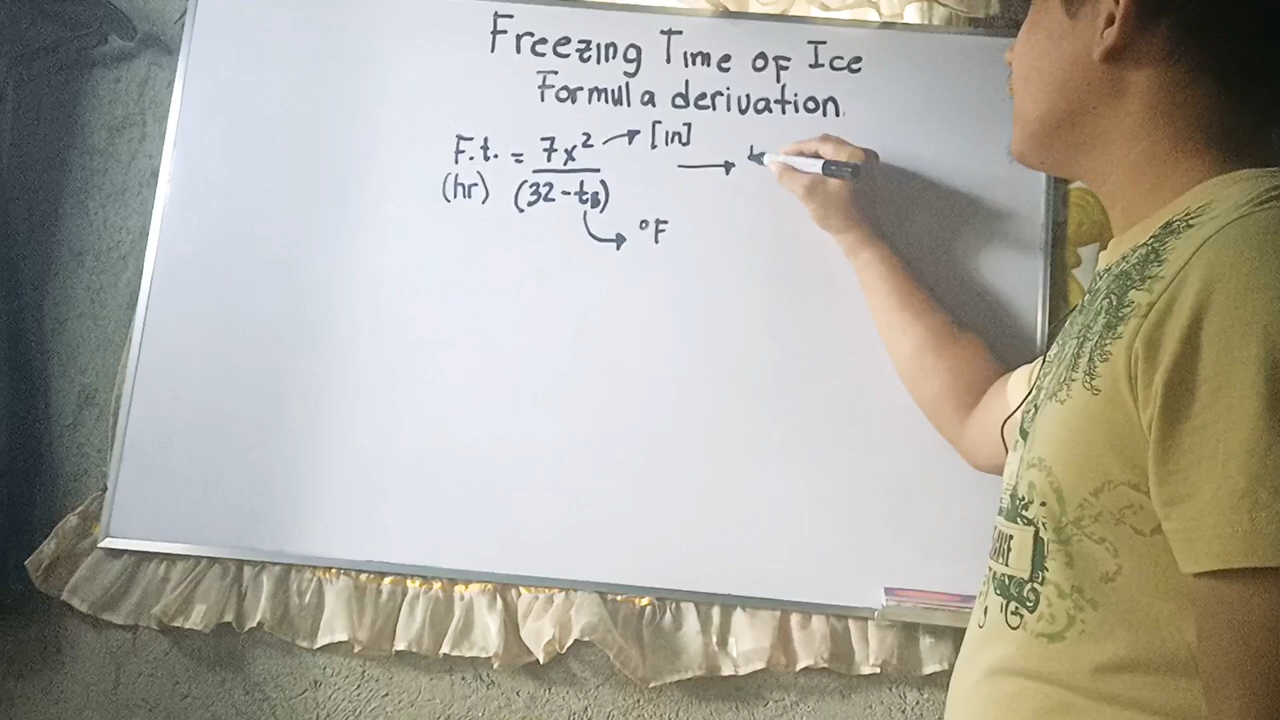 Freezing Time of Ice
Formula derivation.
F.t. = 7x² → [in] →
(hr) (32-tB)
°F